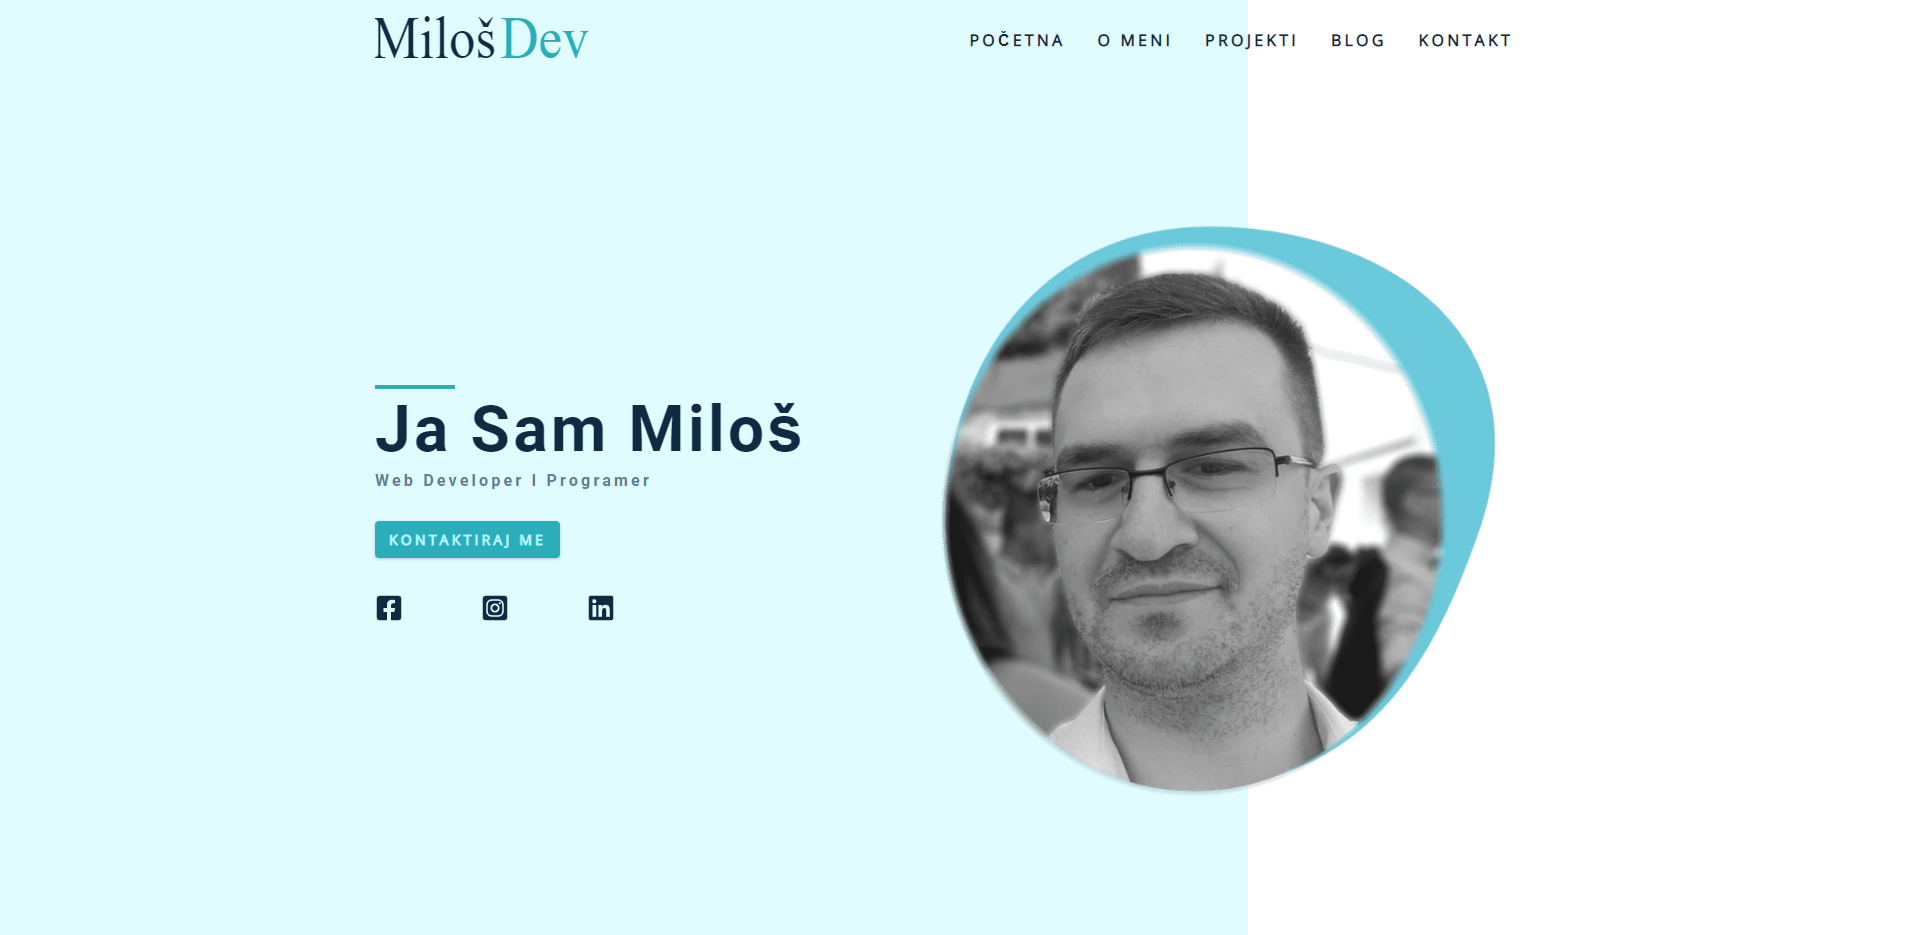 MilošDev
POČETNA O MENI PROJEKTI BLOG KONTAKT
Ja Sam Miloš
Web Developer I Programer
KONTAKTIRAJ ME